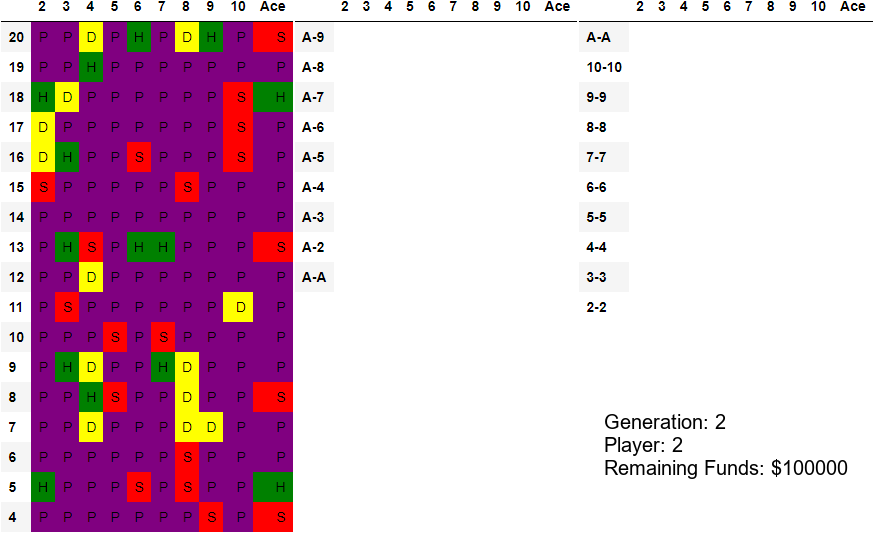 2 3 4 5 6 7 8 9 10 Ace
20 P P D P H P D H P S
19 P P H P P P P P P P
18 H D P P P P P P S H
17 D P P P P P P P S P
16 D H P P S P P P S P
15 S P P P P P S P P P
14 P P P P P P P P P P
13 P H S P H H P P P S
12 P P D P P P P P P P
11 P S P P P P P P D P
10 P P P S P S P P P P
9 P H D P P H D P P P
8 P P H S P P D P P S
7 P P D P P P D D P P
6 P P P P P P S P P P
5 H P P P S P S P P H
4 P P P P P P P S P S
2 3 4 5 6 7 8 9 10 Ace
A-9
A-8
A-7
A-6
A-5
A-4
A-3
A-2
A-A
2 3 4 5 6 7 8 9 10 Ace
A-A
10-10
9-9
8-8
7-7
6-6
5-5
4-4
3-3
2-2
Generation: 2
Player: 2
Remaining Funds: $100000